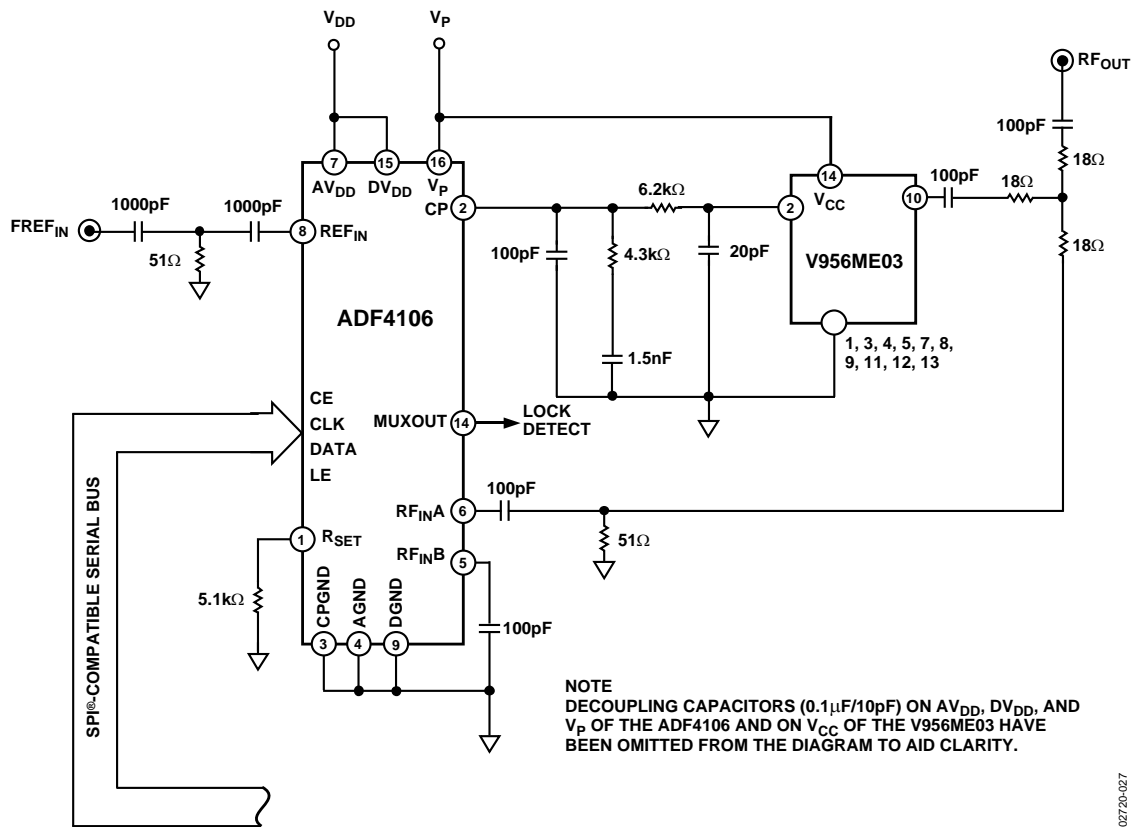 V_DD
V_P
RF_OUT
100pF
18Ω
7
15
16
AV_DD
DV_DD
V_P
14
V_CC
6.2kΩ
100pF
18Ω
CP
2
2
10
18Ω
1000pF
1000pF
FREF_IN
8
REF_IN
51Ω
100pF
4.3kΩ
20pF
V956ME03
ADF4106
1.5nF
1, 3, 4, 5, 7, 8,
9, 11, 12, 13
CE
CLK
DATA
LE
MUXOUT
14
LOCK
DETECT
100pF
RF_INA
6
51Ω
1
R_SET
RF_INB
5
5.1kΩ
CPGND
AGND
DGND
3
4
9
100pF
SPI®-COMPATIBLE SERIAL BUS
NOTE
DECOUPLING CAPACITORS (0.1μF/10pF) ON AV_DD, DV_DD, AND
V_P OF THE ADF4106 AND ON V_CC OF THE V956ME03 HAVE
BEEN OMITTED FROM THE DIAGRAM TO AID CLARITY.
02720-027